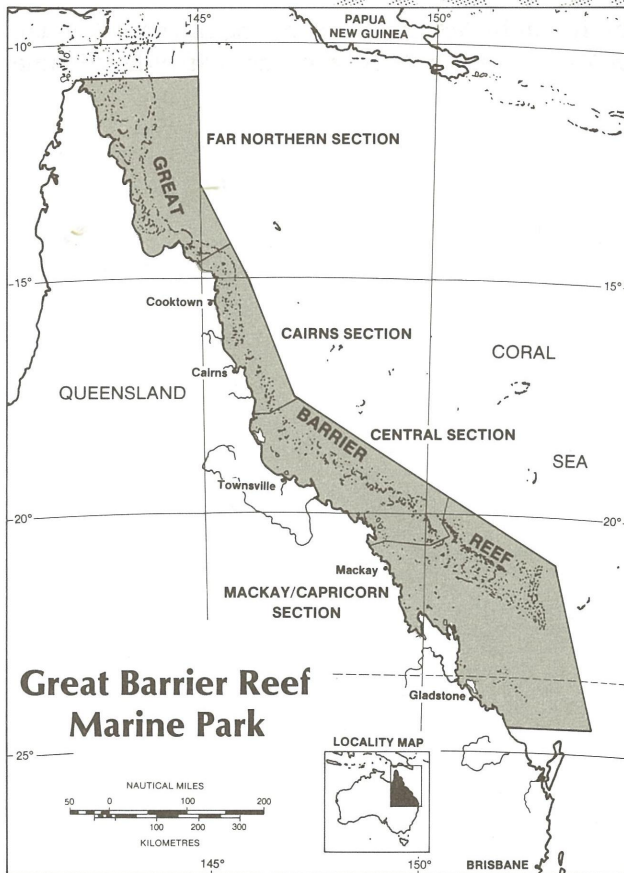 145°
150°
PAPUA
NEW GUINEA
10°
FAR NORTHERN SECTION
GREAT
15°
15°
Cooktown
CAIRNS SECTION
CORAL
Cairns
QUEENSLAND
BARRIER
CENTRAL SECTION
SEA
Townsville
20°
20°
REEF
Mackay
MACKAY/CAPRICORN
SECTION
Great Barrier Reef
Marine Park
Gladstone
25°
LOCALITY MAP
NAUTICAL MILES
50 0 100 200
100 200 300
KILOMETRES
145°
150°
BRISBANE